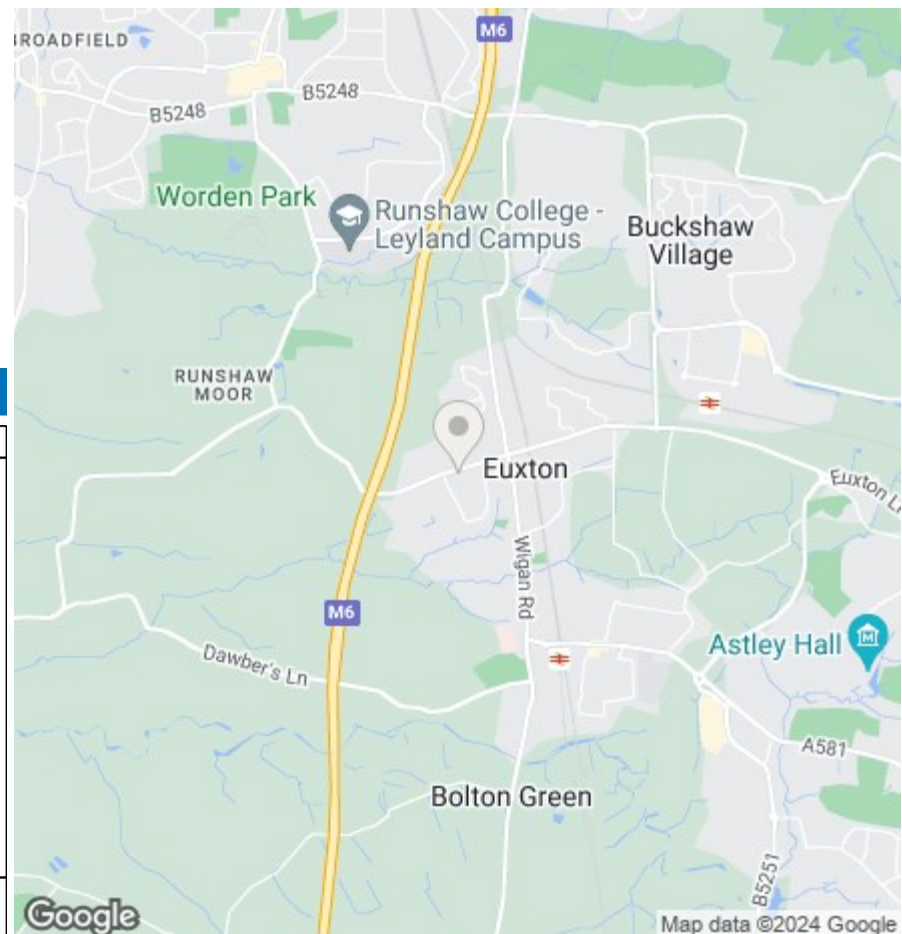 BROADFIELD
M6
B5248
B5248
Worden Park
Runshaw College -
Leyland Campus
Buckshaw
Village
RUNSHAW
MOOR
Euxton
Euxton Ln
Wigan Rd
M6
Astley Hall
Dawber's Ln
A581
Bolton Green
B5251
Google
Map data ©2024 Google